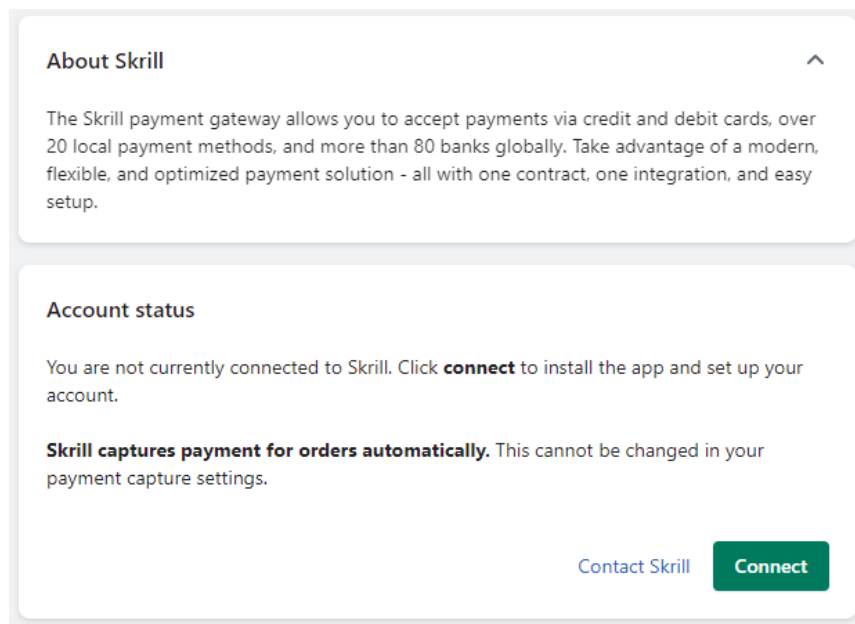 About Skrill
The Skrill payment gateway allows you to accept payments via credit and debit cards, over
20 local payment methods, and more than 80 banks globally. Take advantage of a modern,
flexible, and optimized payment solution - all with one contract, one integration, and easy
setup.
Account status
You are not currently connected to Skrill. Click connect to install the app and set up your
account.
Skrill captures payment for orders automatically. This cannot be changed in your
payment capture settings.
Contact Skrill Connect